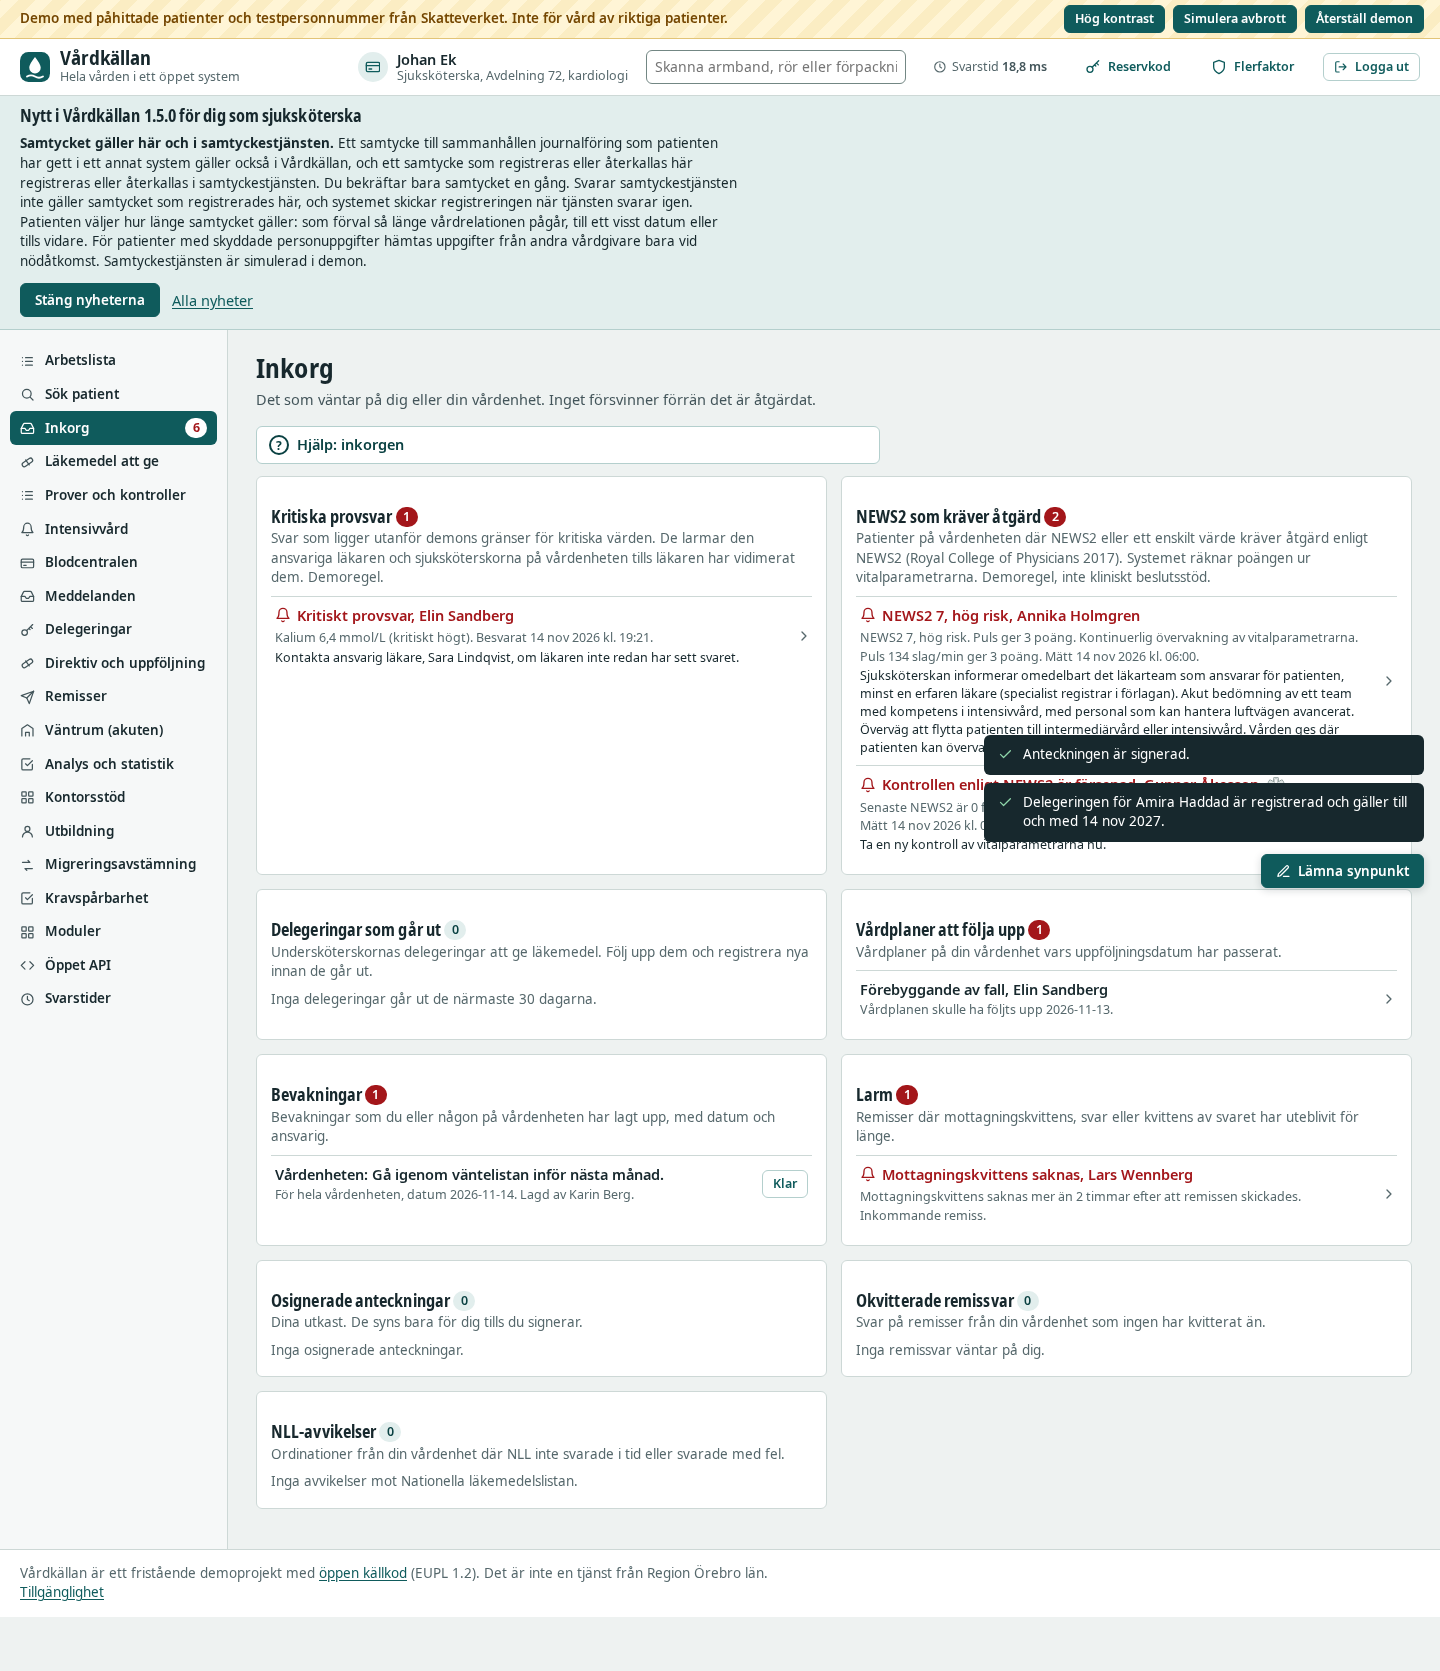 Demo med påhittade patienter och testpersonnummer från Skatteverket. Inte för vård av riktiga patienter.
Hög kontrast
Simulera avbrott
Återställ demon
Vårdkällan
Hela vården i ett öppet system
Johan Ek
Sjuksköterska, Avdelning 72, kardiologi
Skanna armband, rör eller förpackni
Svarstid 18,8 ms
Reservkod
Flerfaktor
Logga ut
Nytt i Vårdkällan 1.5.0 för dig som sjuksköterska
Samtycket gäller här och i samtyckestjänsten. Ett samtycke till sammanhållen journalföring som patienten
har gett i ett annat system gäller också i Vårdkällan, och ett samtycke som registreras eller återkallas här
registreras eller återkallas i samtyckestjänsten. Du bekräftar bara samtycket en gång. Svarar samtyckestjänsten
inte gäller samtycket som registrerades här, och systemet skickar registreringen när tjänsten svarar igen.
Patienten väljer hur länge samtycket gäller: som förval så länge vårdrelationen pågår, till ett visst datum eller
tills vidare. För patienter med skyddade personuppgifter hämtas uppgifter från andra vårdgivare bara vid
nödåtkomst. Samtyckestjänsten är simulerad i demon.
Stäng nyheterna
Alla nyheter
Arbetslista
Sök patient
Inkorg 6
Läkemedel att ge
Prover och kontroller
Intensivvård
Blodcentralen
Meddelanden
Delegeringar
Direktiv och uppföljning
Remisser
Väntrum (akuten)
Analys och statistik
Kontorsstöd
Utbildning
Migreringsavstämning
Kravspårbarhet
Moduler
Öppet API
Svarstider
Inkorg
Det som väntar på dig eller din vårdenhet. Inget försvinner förrän det är åtgärdat.
? Hjälp: inkorgen
Kritiska provsvar 1
Svar som ligger utanför demons gränser för kritiska värden. De larmar den
ansvariga läkaren och sjuksköterskorna på vårdenheten tills läkaren har vidimerat
dem. Demoregel.
Kritiskt provsvar, Elin Sandberg
Kalium 6,4 mmol/L (kritiskt högt). Besvarat 14 nov 2026 kl. 19:21.
Kontakta ansvarig läkare, Sara Lindqvist, om läkaren inte redan har sett svaret.
NEWS2 som kräver åtgärd 2
Patienter på vårdenheten där NEWS2 eller ett enskilt värde kräver åtgärd enligt
NEWS2 (Royal College of Physicians 2017). Systemet räknar poängen ur
vitalparametrarna. Demoregel, inte kliniskt beslutsstöd.
NEWS2 7, hög risk, Annika Holmgren
NEWS2 7, hög risk. Puls ger 3 poäng. Kontinuerlig övervakning av vitalparametrarna.
Puls 134 slag/min ger 3 poäng. Mätt 14 nov 2026 kl. 06:00.
Sjuksköterskan informerar omedelbart det läkarteam som ansvarar för patienten,
minst en erfaren läkare (specialist registrar i förlagan). Akut bedömning av ett team
med kompetens i intensivvård, med personal som kan hantera luftvägen avancerat.
Överväg att flytta patienten till intermediärvård eller intensivvård. Vården ges där
patienten kan överva
Anteckningen är signerad.
Kontrollen enligt NEWS2 är försenad, Gunnar Åkesson
Senaste NEWS2 är 0
Mätt 14 nov 2026 kl.
Ta en ny kontroll av vitalparametrarna nu.
Delegeringen för Amira Haddad är registrerad och gäller till
och med 14 nov 2027.
Lämna synpunkt
Delegeringar som går ut 0
Undersköterskornas delegeringar att ge läkemedel. Följ upp dem och registrera nya
innan de går ut.
Inga delegeringar går ut de närmaste 30 dagarna.
Vårdplaner att följa upp 1
Vårdplaner på din vårdenhet vars uppföljningsdatum har passerat.
Förebyggande av fall, Elin Sandberg
Vårdplanen skulle ha följts upp 2026-11-13.
Bevakningar 1
Bevakningar som du eller någon på vårdenheten har lagt upp, med datum och
ansvarig.
Vårdenheten: Gå igenom väntelistan inför nästa månad.
För hela vårdenheten, datum 2026-11-14. Lagd av Karin Berg.
Klar
Larm 1
Remisser där mottagningskvittens, svar eller kvittens av svaret har uteblivit för
länge.
Mottagningskvittens saknas, Lars Wennberg
Mottagningskvittens saknas mer än 2 timmar efter att remissen skickades.
Inkommande remiss.
Osignerade anteckningar 0
Dina utkast. De syns bara för dig tills du signerar.
Inga osignerade anteckningar.
Okvitterade remissvar 0
Svar på remisser från din vårdenhet som ingen har kvitterat än.
Inga remissvar väntar på dig.
NLL-avvikelser 0
Ordinationer från din vårdenhet där NLL inte svarade i tid eller svarade med fel.
Inga avvikelser mot Nationella läkemedelslistan.
Vårdkällan är ett fristående demoprojekt med öppen källkod (EUPL 1.2). Det är inte en tjänst från Region Örebro län.
Tillgänglighet